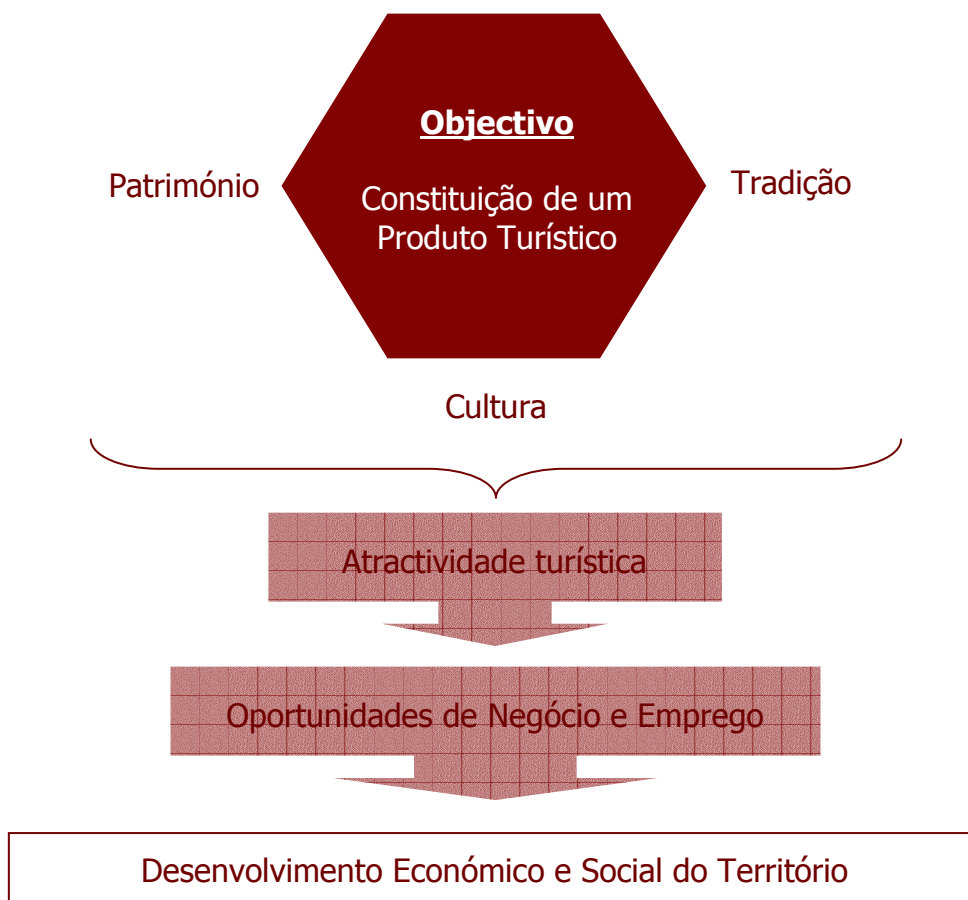 Objectivo
Património
Tradição
Constituição de um
Produto Turístico
Cultura
Atractividade turística
Oportunidades de Negócio e Emprego
Desenvolvimento Económico e Social do Território